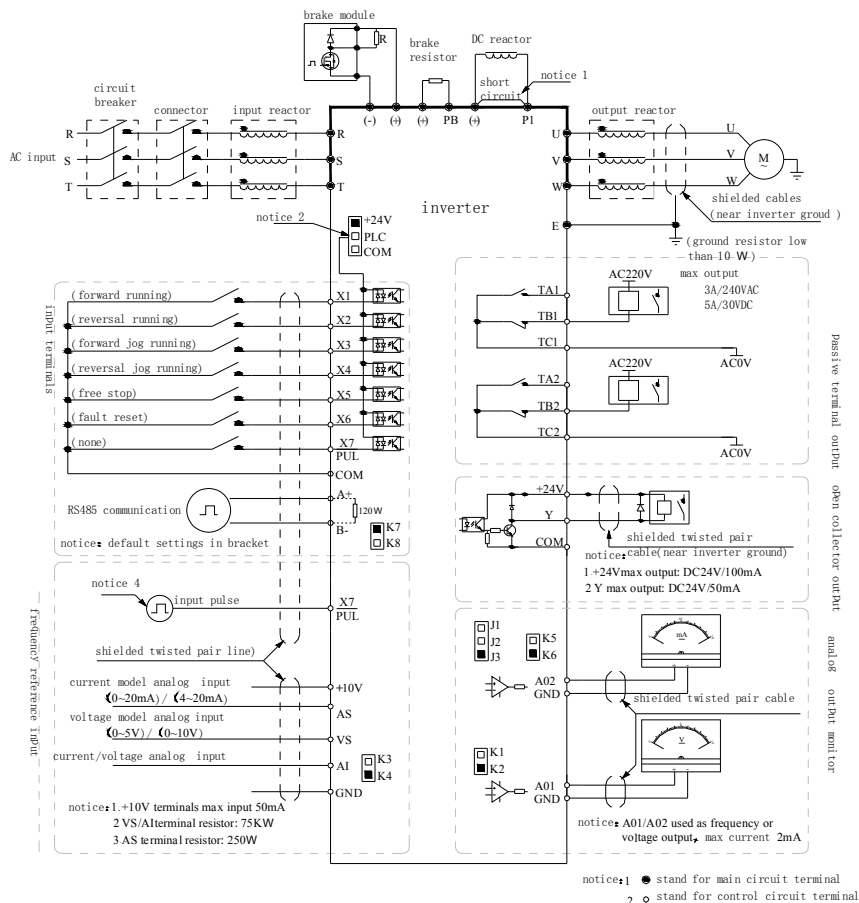 brake module
R
brake
resistor
DC reactor
short
circuit
notice 1
circuit
breaker
connector
input reactor
(-) (+) (+) PB (+) P1
output reactor
AC input
R R
S S
T T
U U
V V
W W
M
~
inverter
shielded cables
(near inverter groud )
E
(ground resistor low
than 10 W)
notice 2
+24V
PLC
COM
input terminals
(forward running) X1
(reversal running) X2
(forward jog running) X3
(reversal jog running) X4
(free stop) X5
(fault reset) X6
(none) X7
PUL
COM
RS485 communication
A+
120W
B-
K7
K8
notice: default settings in bracket
TA1
TB1
TC1
AC220V
max output
3A/240VAC
5A/30VDC
AC0V
TA2
TB2
TC2
AC220V
AC0V
Passive terminal outPut
+24V
Y
COM
shielded twisted pair
cable(near inverter ground)
notice:
1.+24Vmax output: DC24V/100mA
2 Y max output: DC24V/50mA
oPen collector outPut
frequency reference inPut
notice 4
input pulse
X7
PUL
shielded twisted pair line)
current model analog input
(0~20mA) / (4~20mA)
voltage model analog input
(0~5V) / (0~10V)
current/voltage analog input
+10V
AS
VS
AI
GND
K3
K4
notice:1.+10V terminals max input 50mA
2 VS/AIterminal resistor: 75KW
3 AS terminal resistor: 250W
J1
J2
J3
K5
K6
mA
- +
A02
GND
shielded twisted pair cable
V
- +
K1
K2
A01
GND
notice: A01/A02 used as frequency or
voltage output, max current 2mA
analog outPut monitor
notice:1 stand for main circuit terminal
2 stand for control circuit terminal